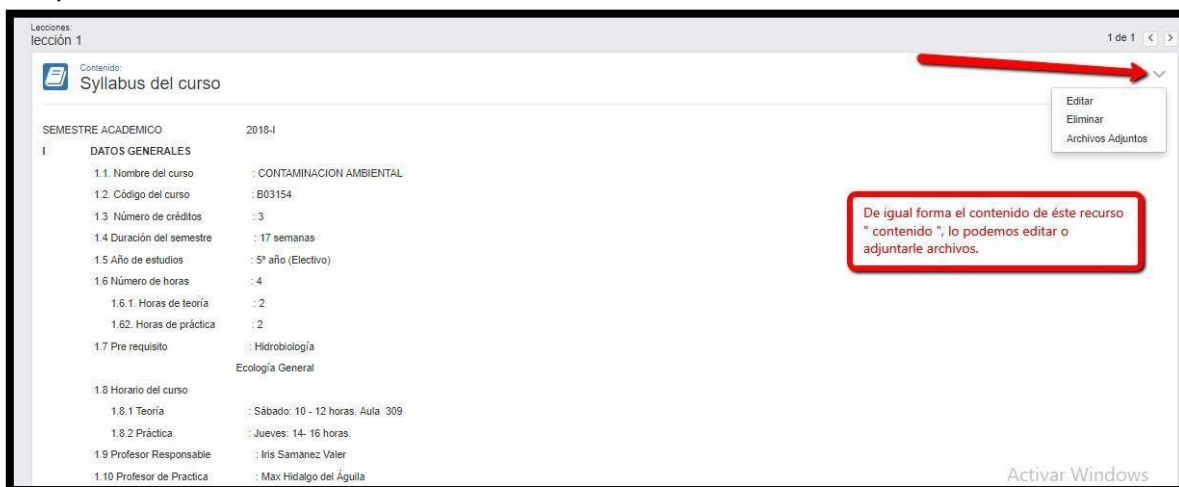 Lecciones:
lección 1
1 de 1 < >
Contenido:
Syllabus del curso
Editar
Eliminar
Archivos Adjuntos
SEMESTRE ACADEMICO 2018-I
I DATOS GENERALES
1.1. Nombre del curso : CONTAMINACION AMBIENTAL
1.2. Código del curso : B03154
1.3 Número de créditos : 3
1.4 Duración del semestre : 17 semanas
1.5 Año de estudios : 5º año (Electivo)
1.6 Número de horas : 4
1.6.1. Horas de teoría : 2
1.62. Horas de práctica : 2
1.7 Pre requisito : Hidrobiología
Ecología General
1.8 Horario del curso
1.8.1 Teoría : Sábado: 10 - 12 horas. Aula 309
1.8.2 Práctica : Jueves: 14- 16 horas.
1.9 Profesor Responsable : Iris Samanez Valer
1.10 Profesor de Practica : Max Hidalgo del Águila
De igual forma el contenido de éste recurso
" contenido ", lo podemos editar o
adjuntarle archivos.
Activar Windows